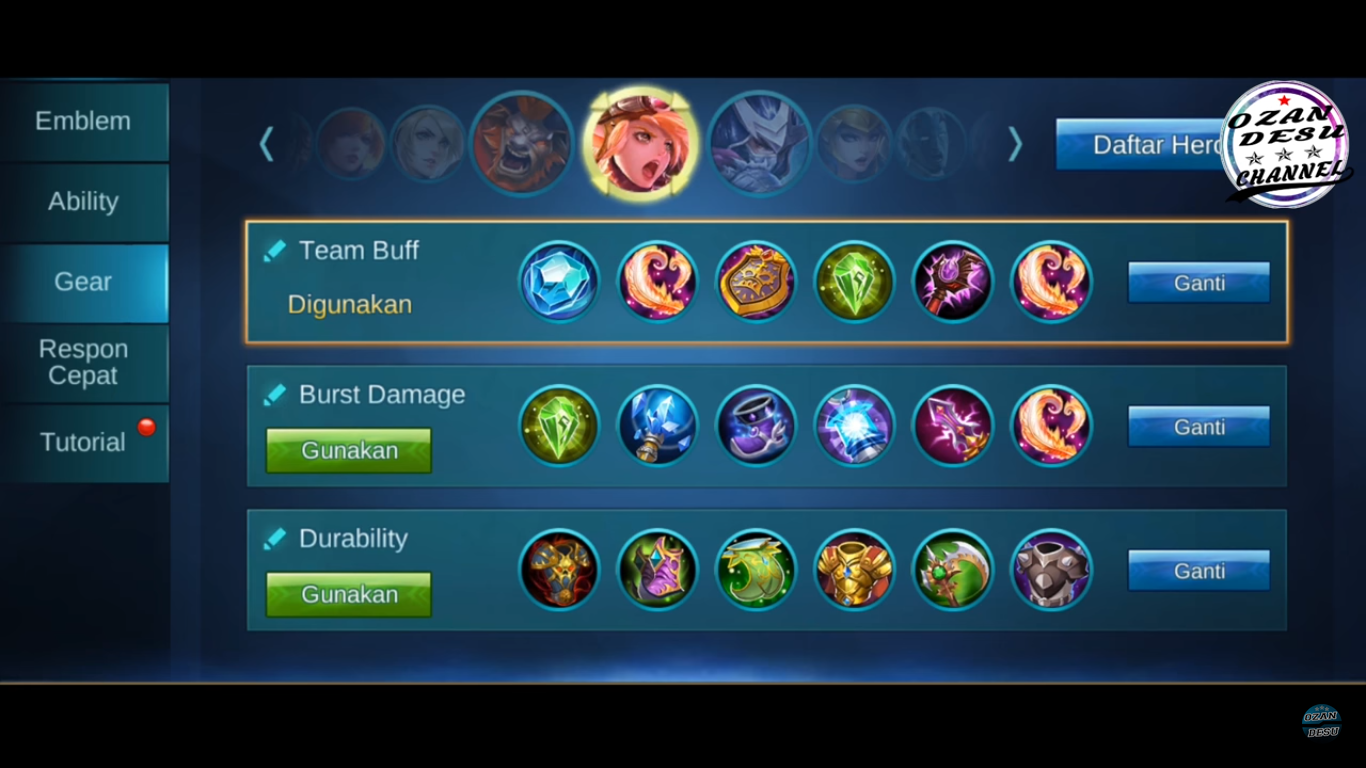 Emblem
Ability
Gear
Respon
Cepat
Tutorial
Daftar Hero
OZAN
DESU
CHANNEL
Team Buff
Digunakan
Ganti
Burst Damage
Gunakan
Ganti
Durability
Gunakan
Ganti
OZAN
DESU